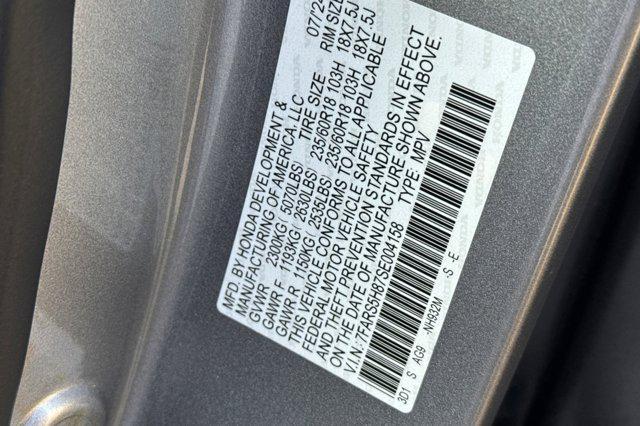 MFD. BY HONDA DEVELOPMENT &
MANUFACTURING OF AMERICA, LLC 07/'24
GVWR 2300KG ( 5070LBS) TIRE SIZE RIM SIZE
GAWR F. 1193KG ( 2630LBS) 235/60R18 103H 18X7.5J
GAWR R. 1150KG ( 2535LBS) 235/60R18 103H 18X7.5J
THIS VEHICLE CONFORMS TO ALL APPLICABLE
FEDERAL MOTOR VEHICLE SAFETY
AND THEFT PREVENTION STANDARDS IN EFFECT
ON THE DATE OF MANUFACTURE SHOWN ABOVE.
V.I.N.: 7FARS5H87SE004158 TYPE: MPV
3D1 S AG9 -NH932M -S -E